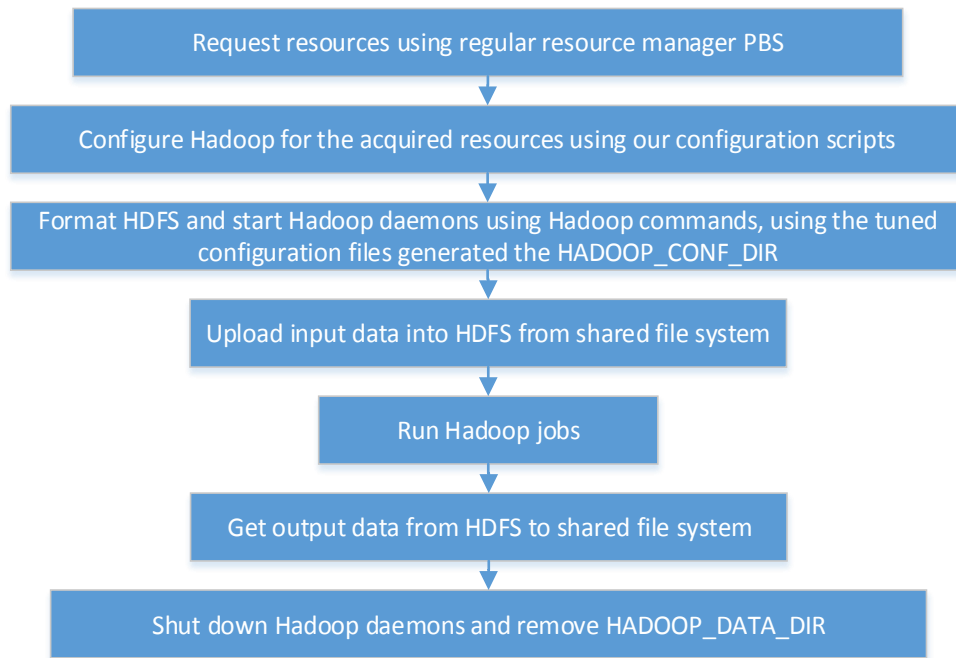 Request resources using regular resource manager PBS
Configure Hadoop for the acquired resources using our configuration scripts
Format HDFS and start Hadoop daemons using Hadoop commands, using the tuned
configuration files generated the HADOOP_CONF_DIR
Upload input data into HDFS from shared file system
Run Hadoop jobs
Get output data from HDFS to shared file system
Shut down Hadoop daemons and remove HADOOP_DATA_DIR